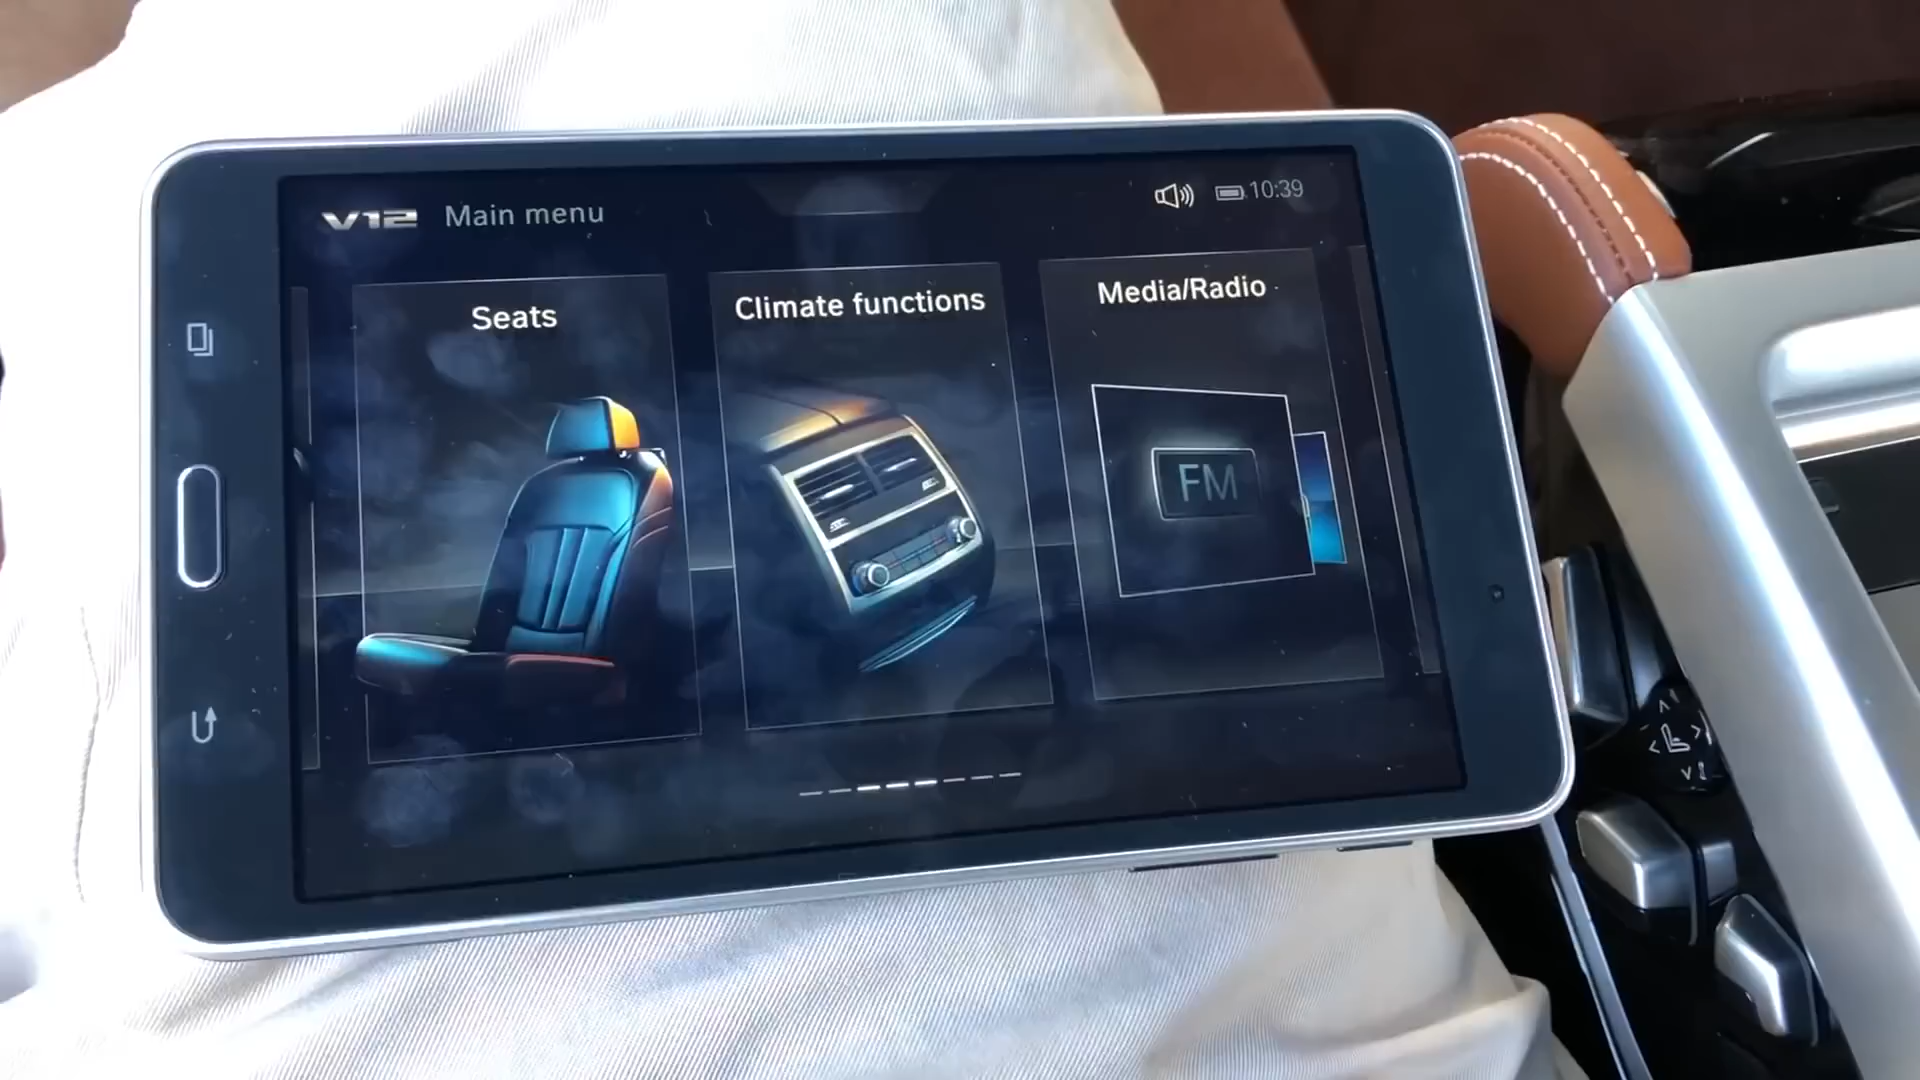 V12 Main menu 10:39
Seats
Climate functions
Media/Radio
FM